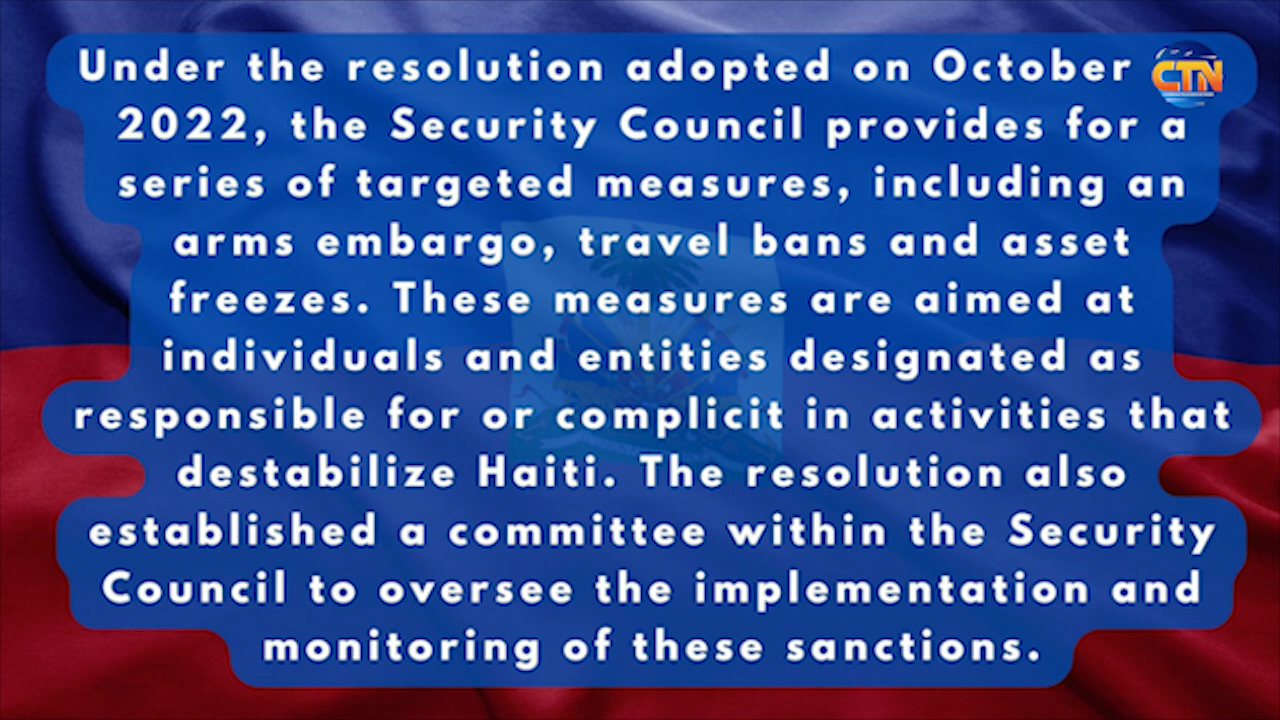 Under the resolution adopted on October
CTN
2022, the Security Council provides for a
series of targeted measures, including an
arms embargo, travel bans and asset
freezes. These measures are aimed at
individuals and entities designated as
responsible for or complicit in activities that
destabilize Haiti. The resolution also
established a committee within the Security
Council to oversee the implementation and
monitoring of these sanctions.